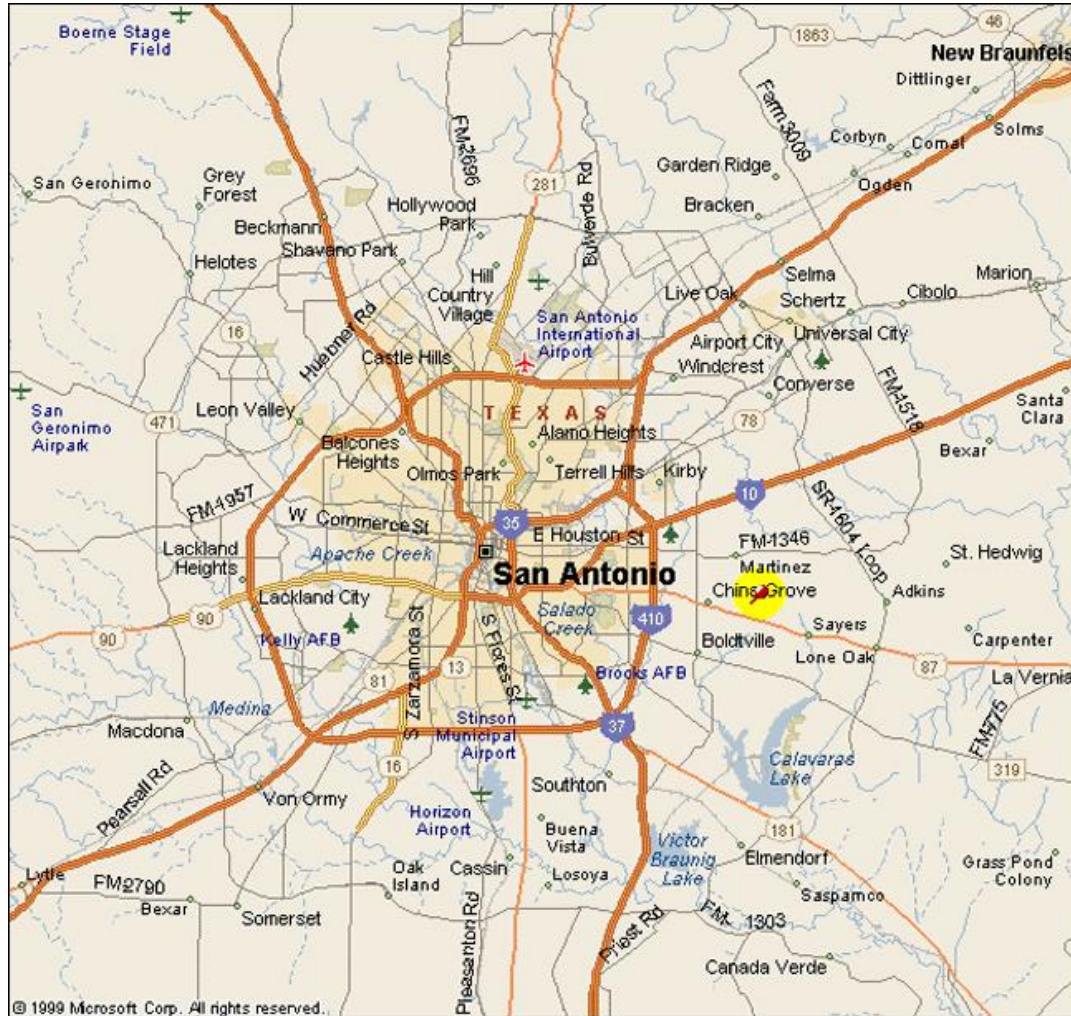 Boerne Stage
Field
1863
46
New Braunfels
Dittlinger
Solms
FM-2696
Farm 3009
Corbyn
Comal
Garden Ridge
Ogden
San Geronimo
Grey
Forest
281
Bulverde Rd
Hollywood
Park
Bracken
Beckmann
Shavano Park
Helotes
Hill
Country
Village
Selma
Marion
Live Oak
Schertz
Cibolo
16
Huebner Rd
San Antonio
International
Airport
Universal City
Airport City
Castle Hills
Windcrest
Converse
San
Geronimo
Airpark
471
Leon Valley
TEXAS
78
FM-1518
Santa
Clara
Balcones
Heights
Alamo Heights
Bexar
Olmos Park
Terrell Hills
Kirby
FM-1957
10
SR-1604 Loop
W Commerce St
35
E Houston St
FM-1346
Lackland
Heights
Apache Creek
St. Hedwig
San Antonio
Martinez
China Grove
Adkins
Lackland City
90
90
Salado
Creek
410
Kelly AFB
S Zarzamora St
S Flores St
Boldtville
Sayers
Carpenter
Lone Oak
87
13
81
Brooks AFB
La Vernia
Medina
Macdona
Stinson
Municipal
Airport
37
FM-775
16
Calavaras
Lake
319
Pearsall Rd
Von Ormy
Southton
Horizon
Airport
Buena
Vista
181
Victor
Braunig
Lake
Elmendorf
Grass Pond
Colony
Lytle
FM-2790
Oak
Island
Cassin
Losoya
Saspamco
Bexar
Somerset
Pleasanton Rd
Priest Rd
FM- 1303
Canada Verde
© 1999 Microsoft Corp. All rights reserved.